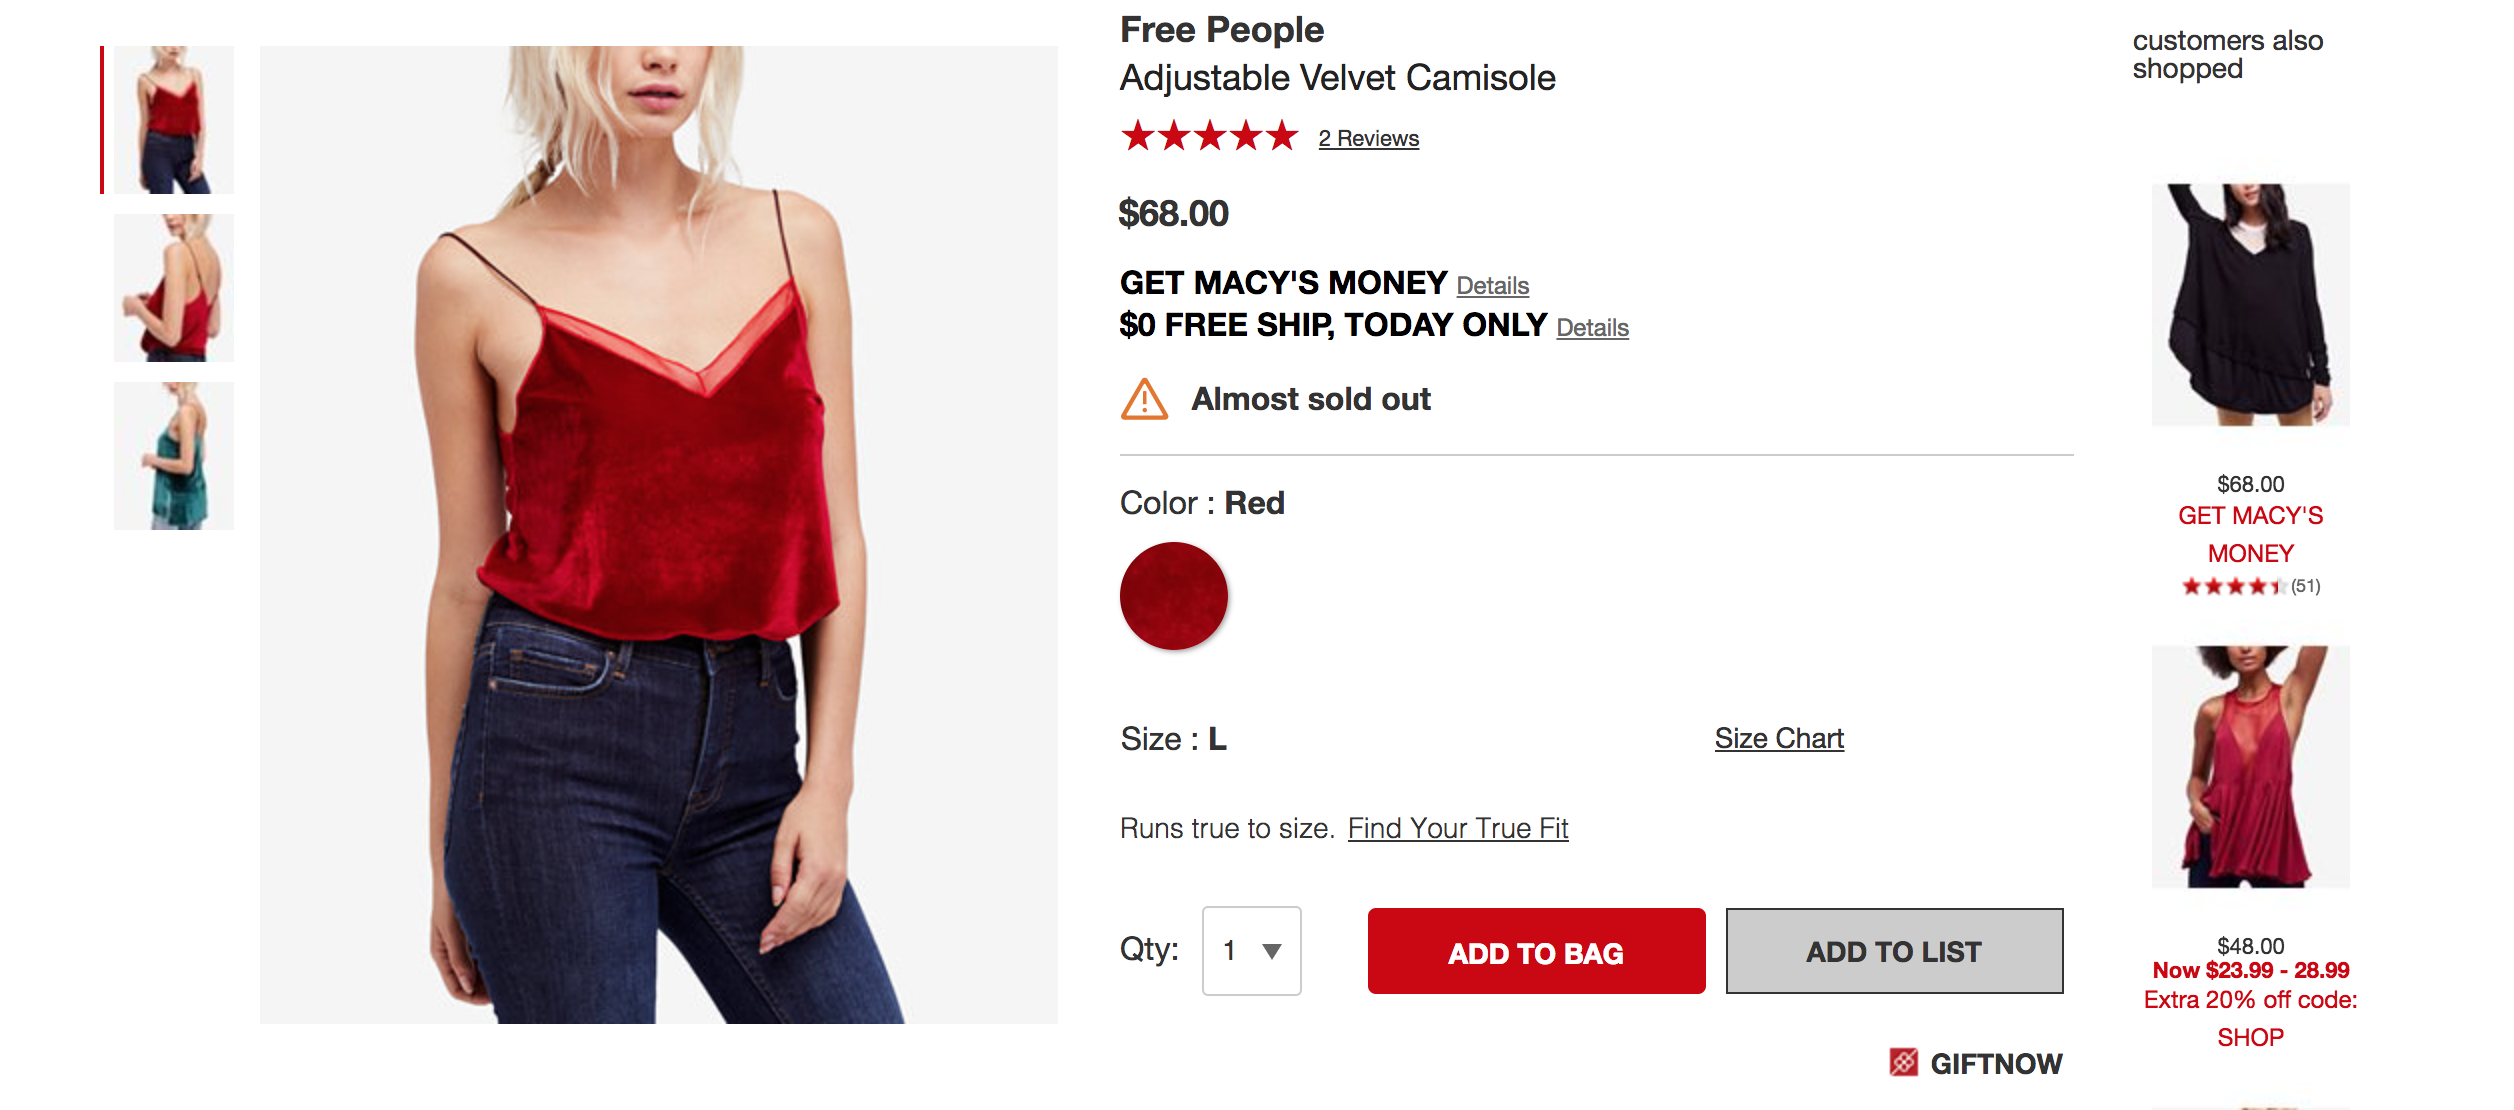 Free People
Adjustable Velvet Camisole
2 Reviews
$68.00
GET MACY'S MONEY Details
$0 FREE SHIP, TODAY ONLY Details
Almost sold out
Color : Red
Size : L
Size Chart
Runs true to size. Find Your True Fit
Qty: 1
ADD TO BAG
ADD TO LIST
GIFTNOW
customers also
shopped
$68.00
GET MACY'S
MONEY
(51)
$48.00
Now $23.99 - 28.99
Extra 20% off code:
SHOP